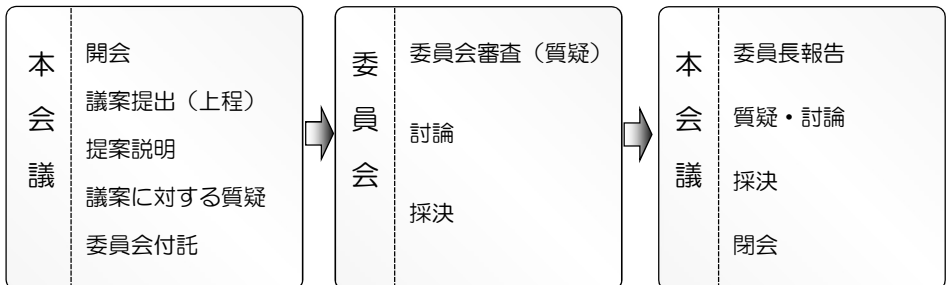 本会議
開会
議案提出（上程）
提案説明
議案に対する質疑
委員会付託
委員会
委員会審査（質疑）
討論
採決
本会議
委員長報告
質疑・討論
採決
閉会